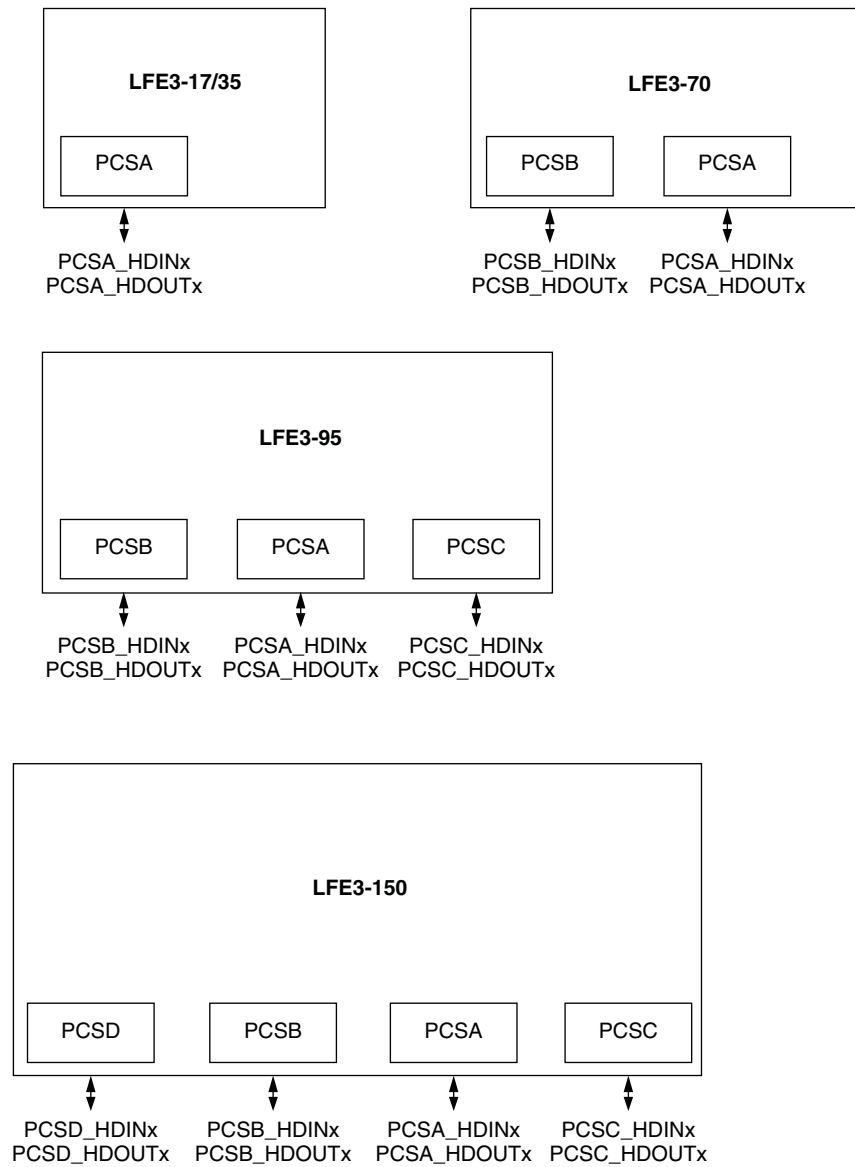 LFE3-17/35
PCSA
PCSA_HDINx
PCSA_HDOUTx
LFE3-70
PCSB
PCSA
PCSB_HDINx
PCSB_HDOUTx
PCSA_HDINx
PCSA_HDOUTx
LFE3-95
PCSB
PCSA
PCSC
PCSB_HDINx
PCSB_HDOUTx
PCSA_HDINx
PCSA_HDOUTx
PCSC_HDINx
PCSC_HDOUTx
LFE3-150
PCSD
PCSB
PCSA
PCSC
PCSD_HDINx
PCSD_HDOUTx
PCSB_HDINx
PCSB_HDOUTx
PCSA_HDINx
PCSA_HDOUTx
PCSC_HDINx
PCSC_HDOUTx